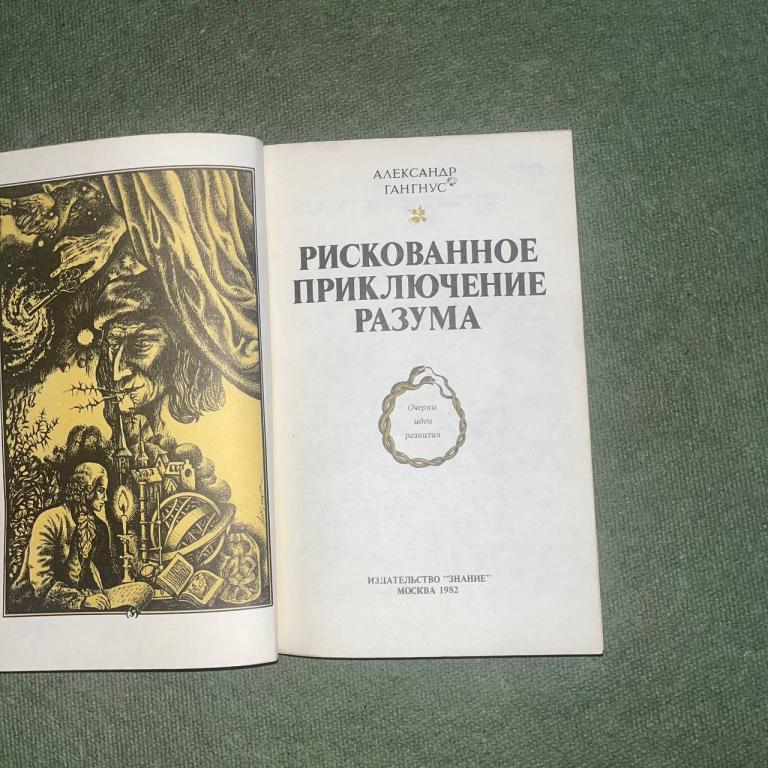 АЛЕКСАНДР
ГАНГНУС
РИСКОВАННОЕ
ПРИКЛЮЧЕНИЕ
РАЗУМА
Очерки
идеи
развития
ИЗДАТЕЛЬСТВО "ЗНАНИЕ"
МОСКВА 1982